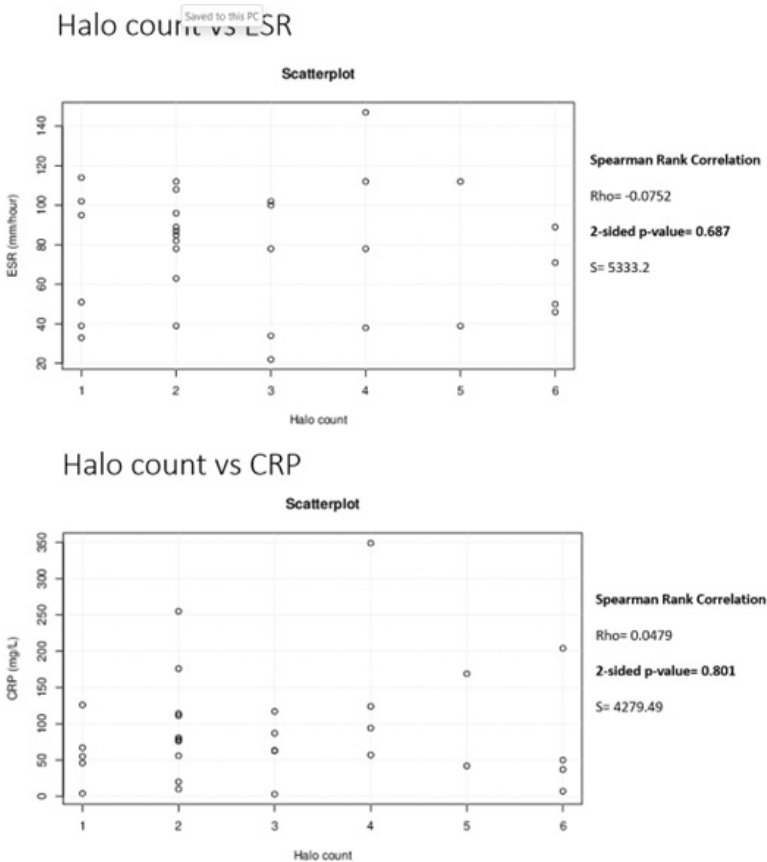 Halo count vs ESR
Saved to this PC
Scatterplot
ESR (mm/hour)
140
120
100
80
60
40
20
1 2 3 4 5 6
Halo count
Spearman Rank Correlation
Rho= -0.0752
2-sided p-value= 0.687
S= 5333.2
Halo count vs CRP
Scatterplot
CRP (mg/L)
350
300
250
200
150
100
50
0
1 2 3 4 5 6
Halo count
Spearman Rank Correlation
Rho= 0.0479
2-sided p-value= 0.801
S= 4279.49